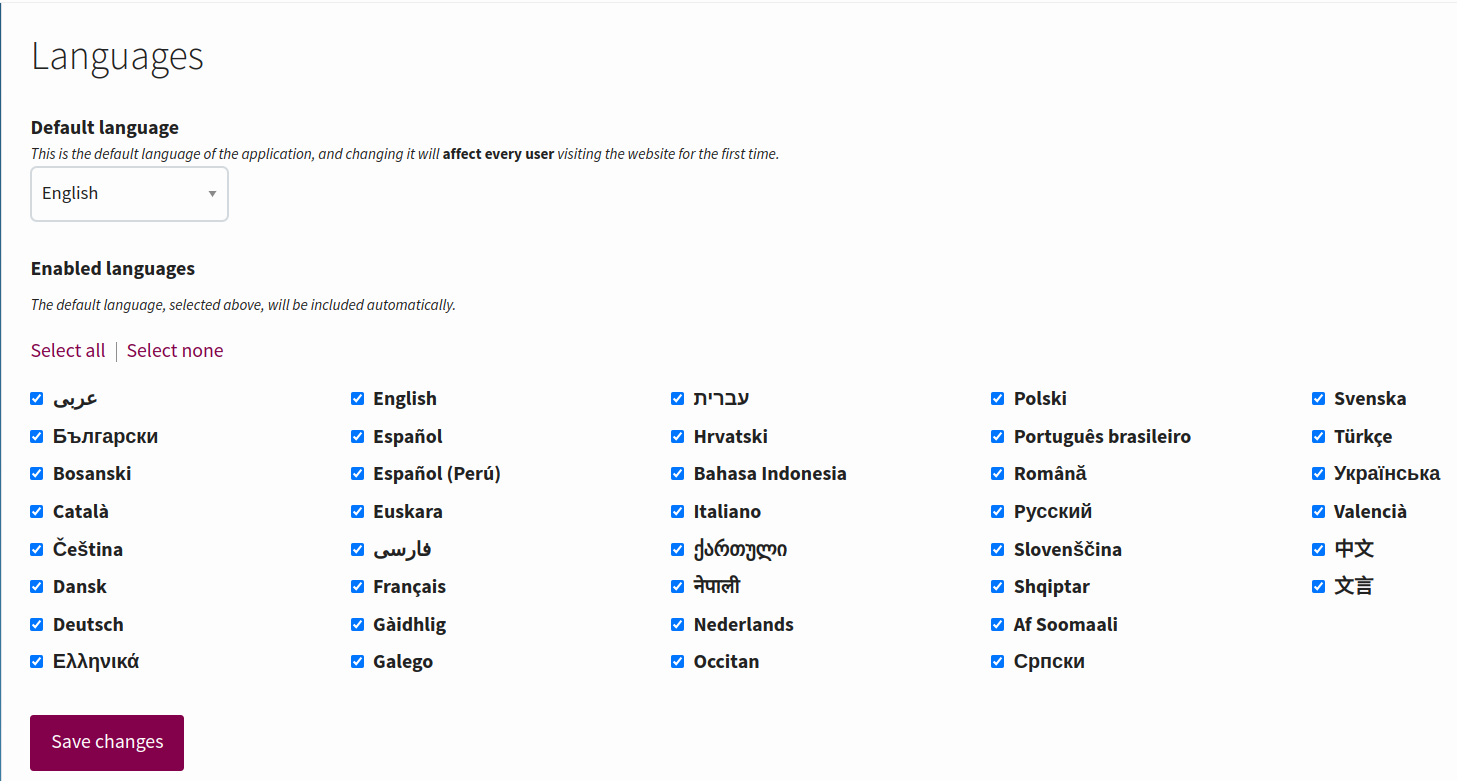 Languages
Default language
This is the default language of the application, and changing it will affect every user visiting the website for the first time.
English
Enabled languages
The default language, selected above, will be included automatically.
Select all | Select none
عربى
Български
Bosanski
Català
Čeština
Dansk
Deutsch
Ελληνικά
English
Español
Español (Perú)
Euskara
فارسی
Français
Gàidhlig
Galego
עברית
Hrvatski
Bahasa Indonesia
Italiano
ქართული
नेपाली
Nederlands
Occitan
Polski
Português brasileiro
Română
Русский
Slovenščina
Shqiptar
Af Soomaali
Српски
Svenska
Türkçe
Українська
Valencià
中文
文言
Save changes